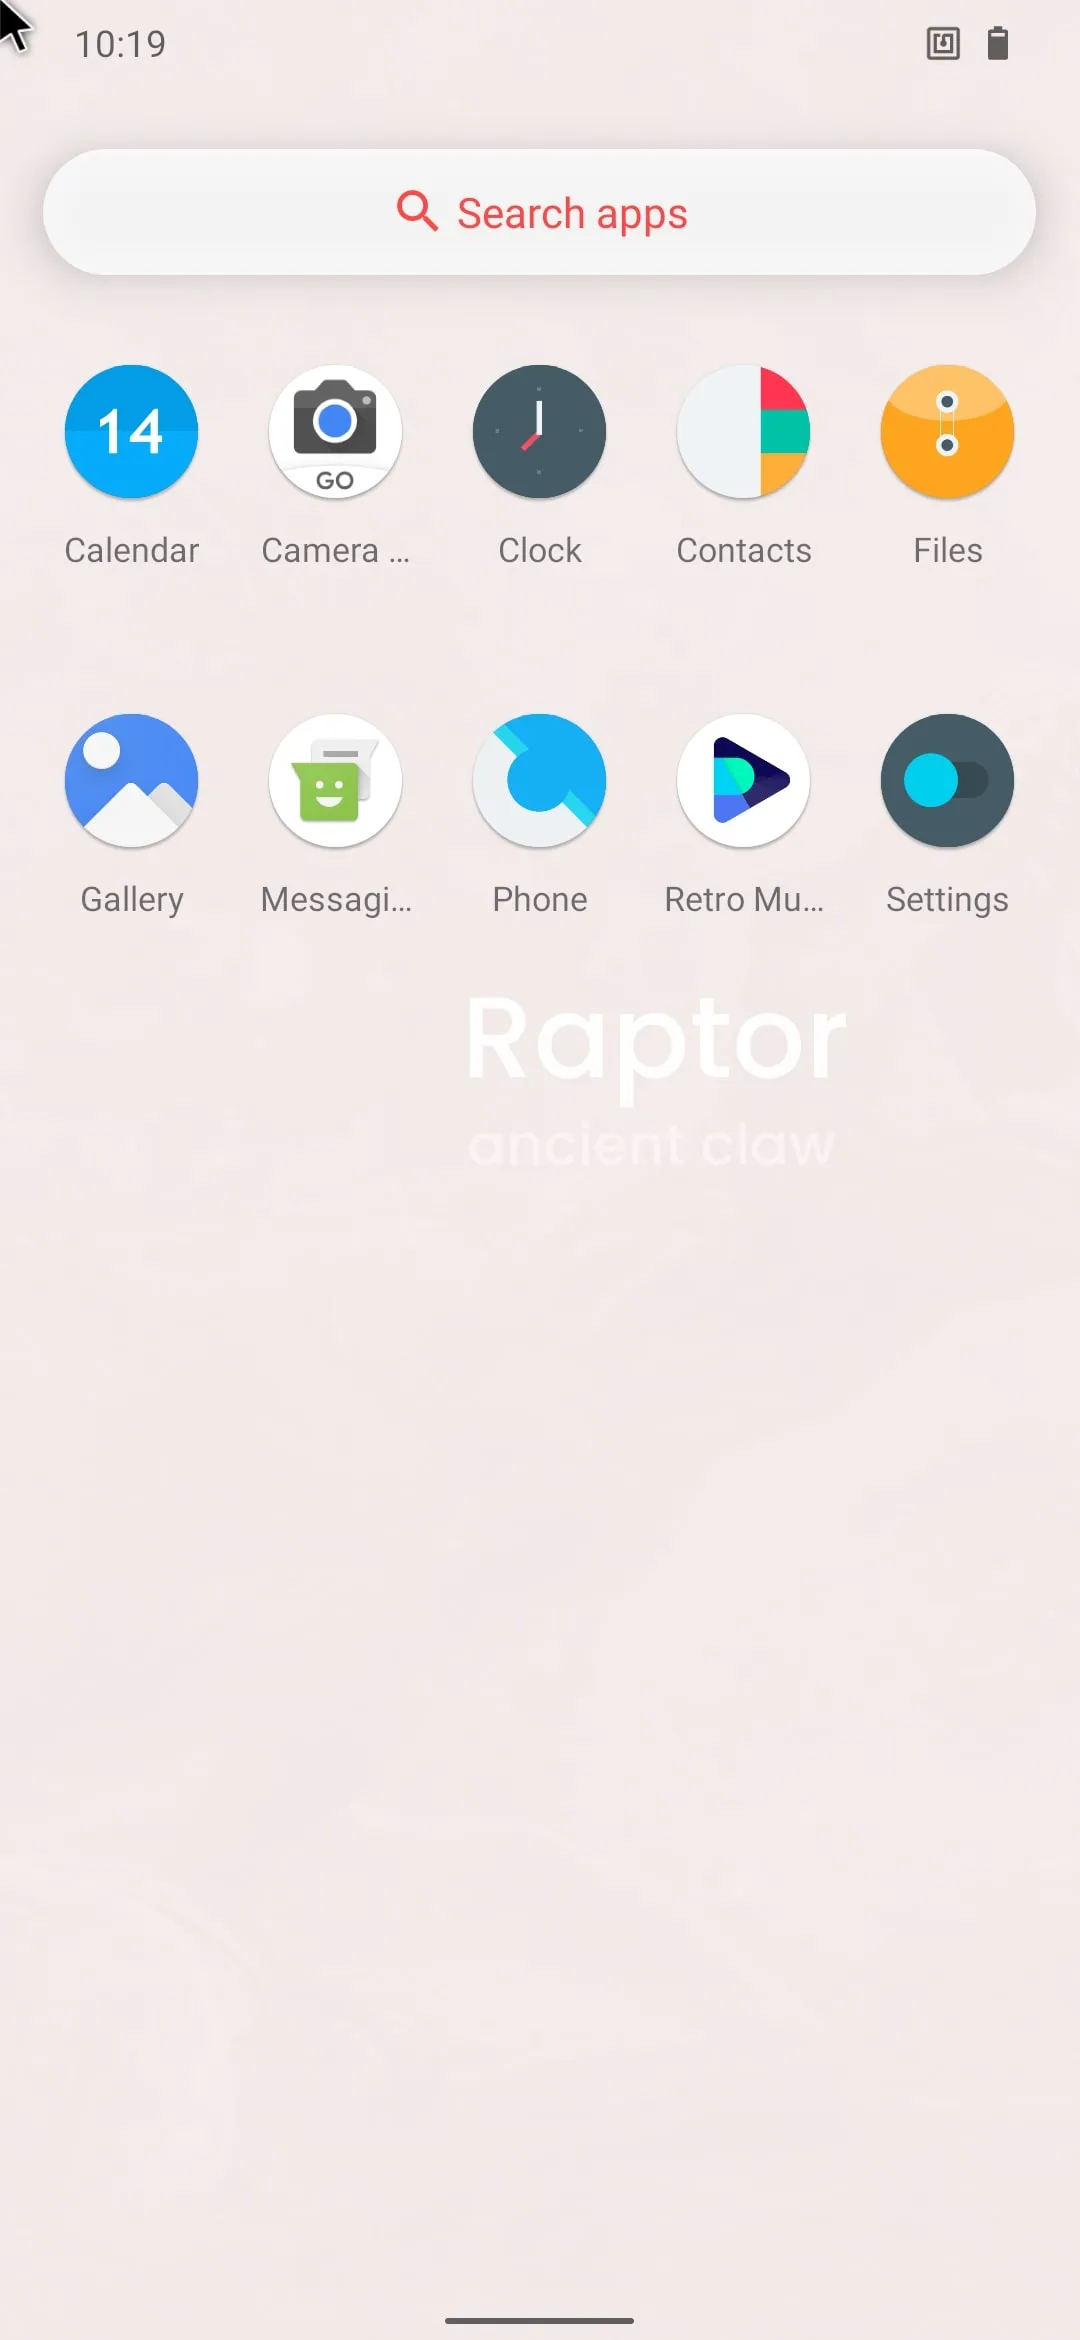 10:19
Search apps
14
GO
Calendar
Camera ...
Clock
Contacts
Files
Gallery
Messagi...
Phone
Retro Mu...
Settings
Raptor
ancient claw